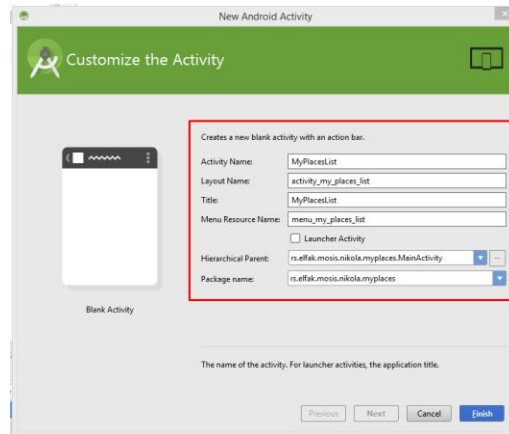 New Android Activity
Customize the Activity
Creates a new blank activity with an action bar.
Activity Name: MyPlacesList
Layout Name: activity_my_places_list
Title: MyPlacesList
Menu Resource Name: menu_my_places_list
Launcher Activity
Hierarchical Parent: rs.elfak.mosis.nikola.myplaces.MainActivity ...
Package name: rs.elfak.mosis.nikola.myplaces
Blank Activity
The name of the activity. For launcher activities, the application title.
Previous Next Cancel Finish